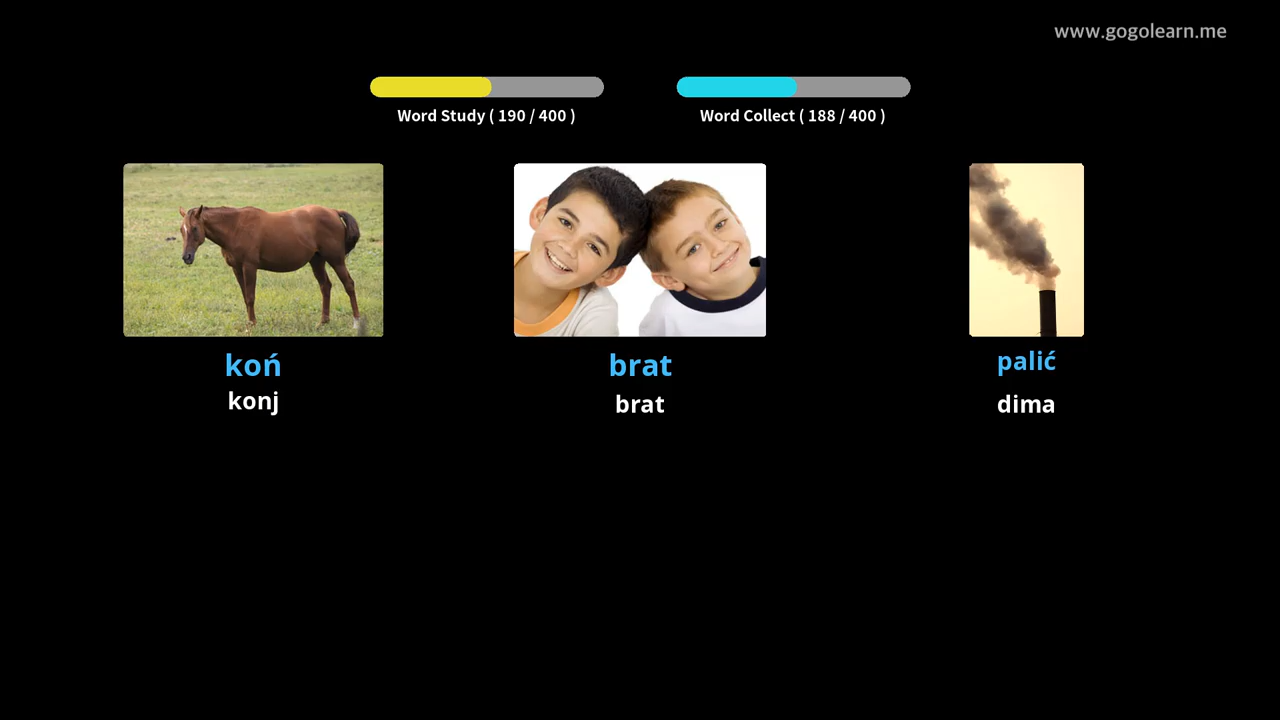 www.gogolearn.me
Word Study ( 190 / 400 )
Word Collect ( 188 / 400 )
koń
brat
palić
konj
brat
dima